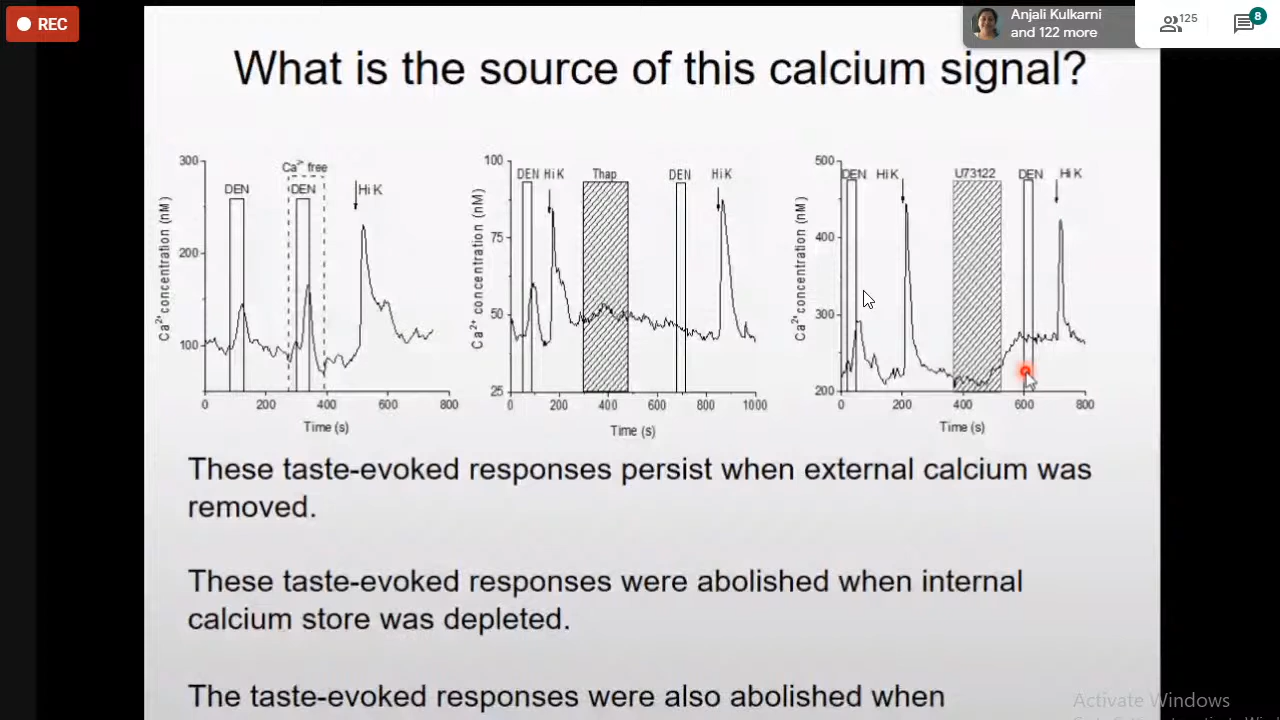 REC
Anjali Kulkarni
and 122 more
125
8
What is the source of this calcium signal?
300
200
100
Ca²⁺ concentration (nM)
DEN
Ca²⁺ free
DEN
Hi K
0 200 400 600 800
Time (s)
100
75
50
25
Ca²⁺ concentration (nM)
DEN Hi K Thap DEN Hi K
0 200 400 600 800 1000
Time (s)
500
400
300
200
Ca²⁺ concentration (nM)
DEN Hi K U73122 DEN Hi K
0 200 400 600 800
Time (s)
These taste-evoked responses persist when external calcium was
removed.
These taste-evoked responses were abolished when internal
calcium store was depleted.
The taste-evoked responses were also abolished when
Activate Windows